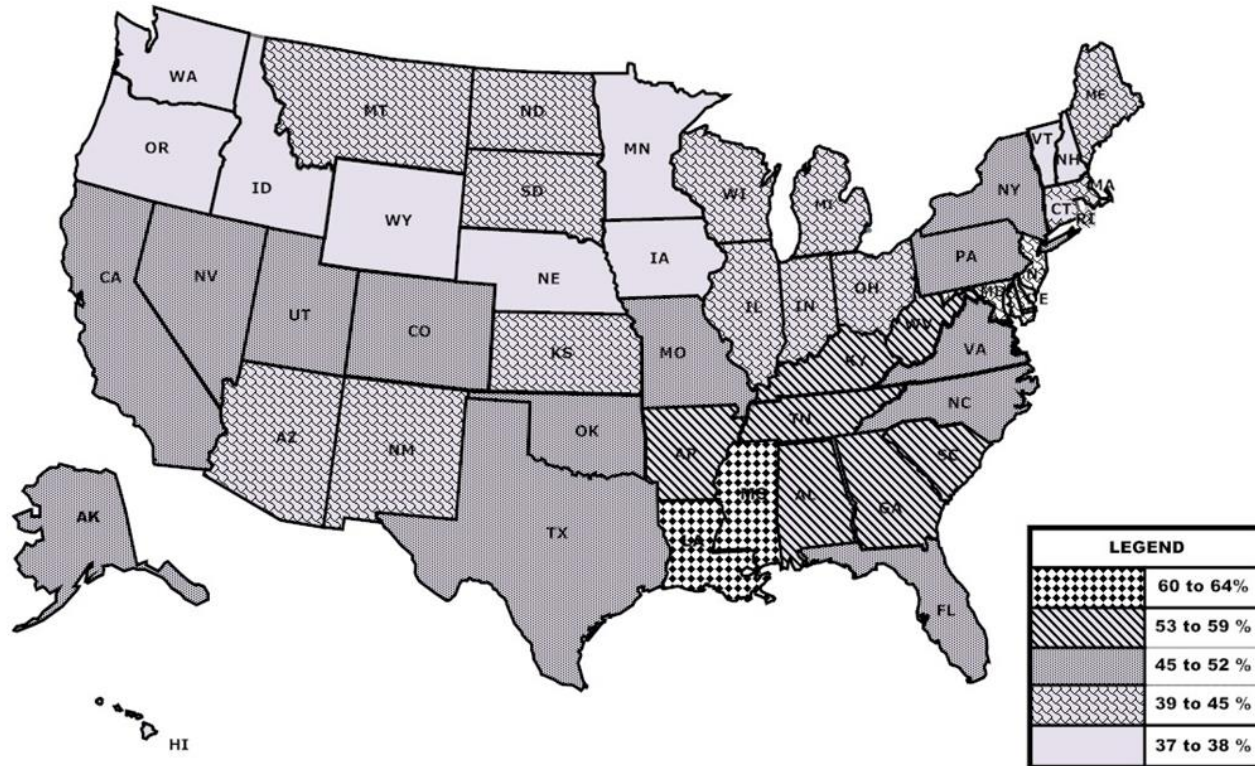 WA
MT
ND
MN
OR
ID
SD
WI
MI
WY
NE
IA
NY
VT
NH
ME
MA
CT
RI
PA
NJ
DE
CA
NV
UT
CO
KS
MO
IL
IN
OH
WV
VA
KY
TN
NC
SC
AZ
NM
OK
AR
MS
AL
GA
LA
TX
FL
AK
HI
LEGEND
60 to 64%
53 to 59 %
45 to 52 %
39 to 45 %
37 to 38 %